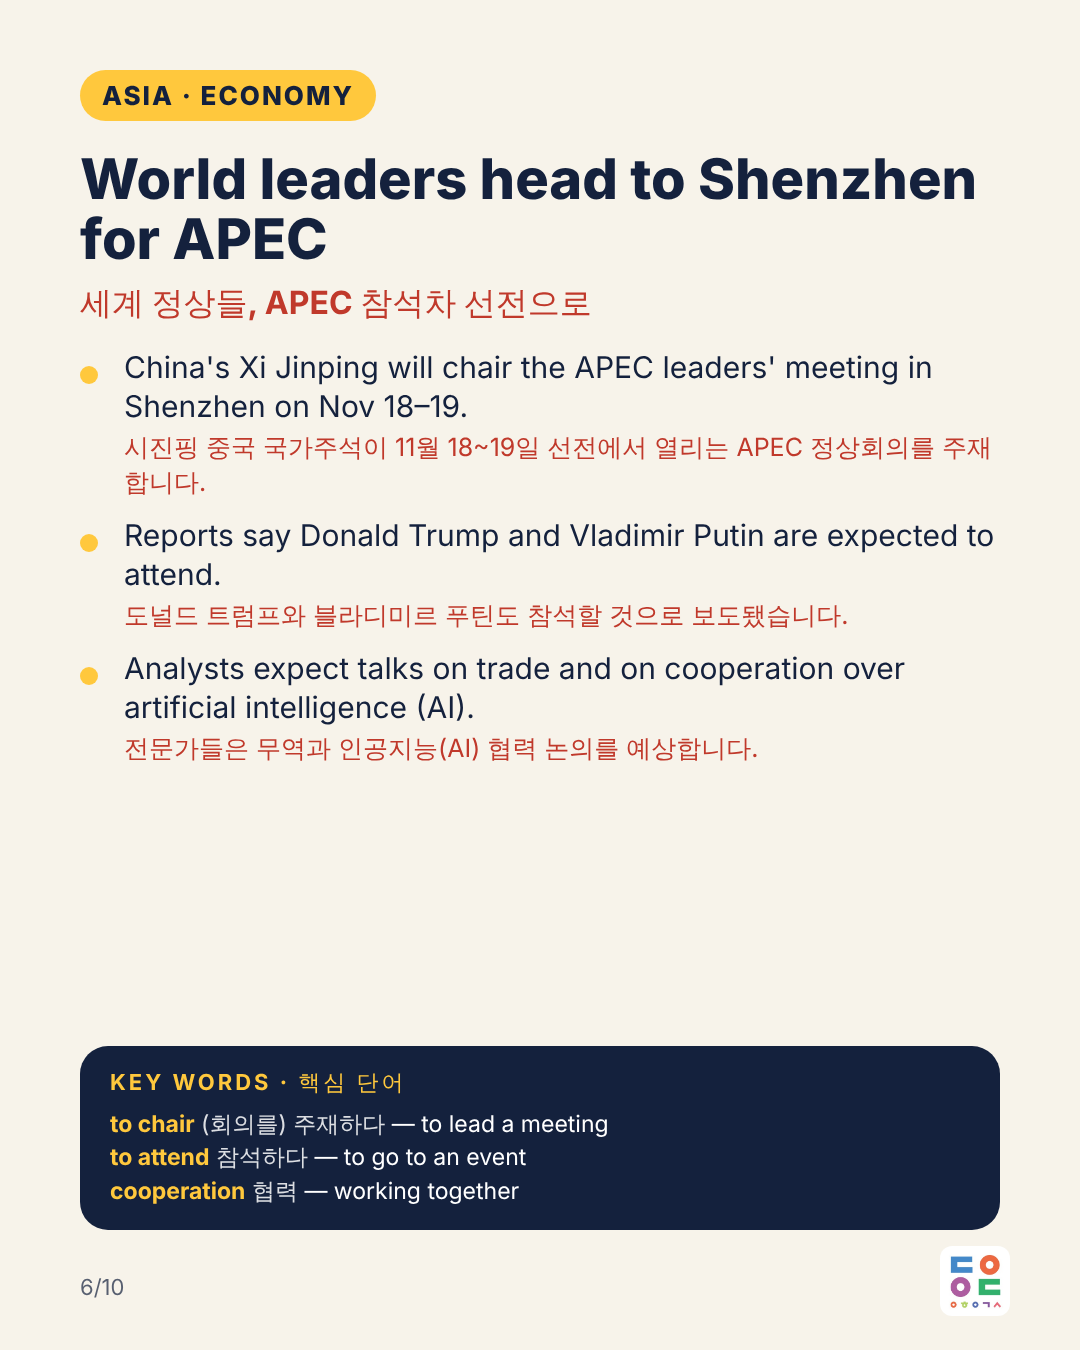 ASIA · ECONOMY
World leaders head to Shenzhen
for APEC
세계 정상들, APEC 참석차 선전으로
China's Xi Jinping will chair the APEC leaders' meeting in
Shenzhen on Nov 18–19.
시진핑 중국 국가주석이 11월 18~19일 선전에서 열리는 APEC 정상회의를 주재
합니다.
Reports say Donald Trump and Vladimir Putin are expected to
attend.
도널드 트럼프와 블라디미르 푸틴도 참석할 것으로 보도됐습니다.
Analysts expect talks on trade and on cooperation over
artificial intelligence (AI).
전문가들은 무역과 인공지능(AI) 협력 논의를 예상합니다.
KEY WORDS · 핵심 단어
to chair (회의를) 주재하다 — to lead a meeting
to attend 참석하다 — to go to an event
cooperation 협력 — working together
6/10